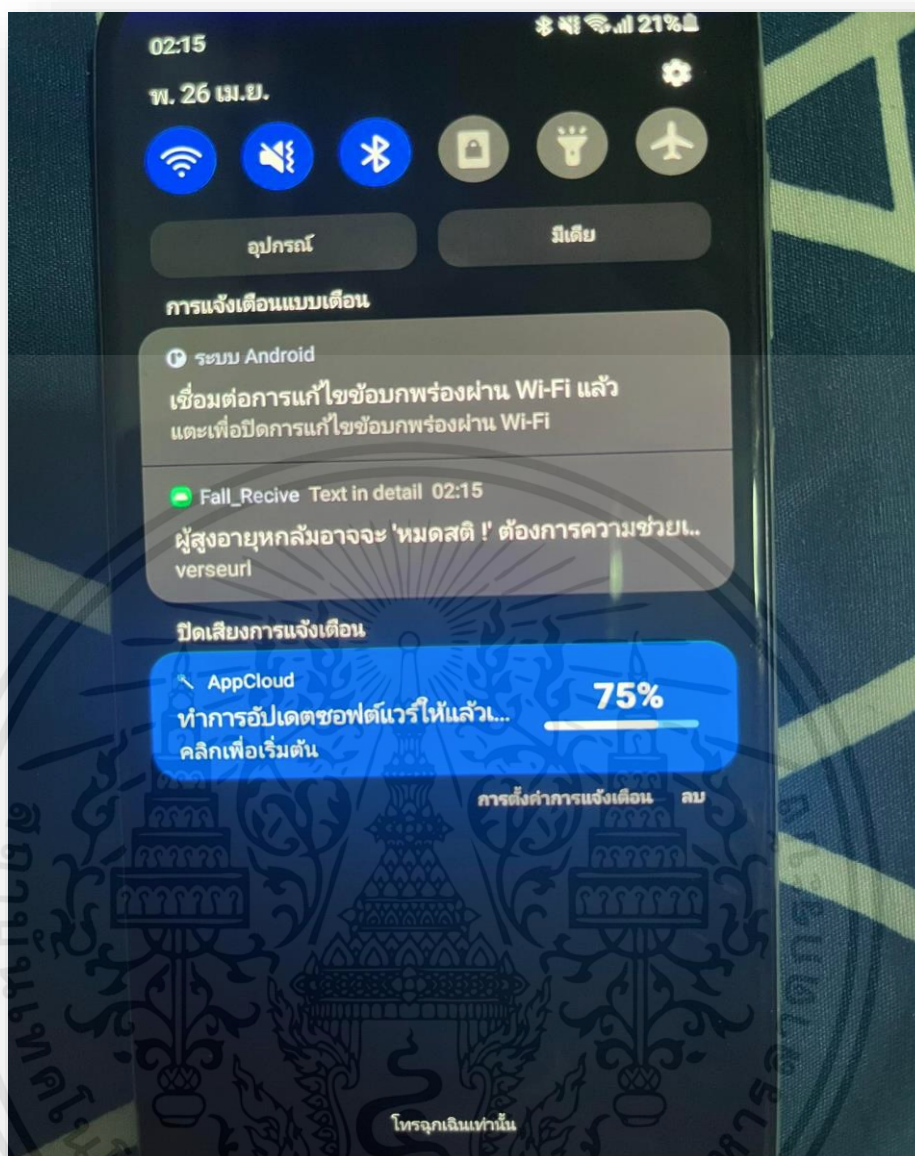 02:15
21%
พ. 26 เม.ย.
อุปกรณ์
มีเดีย
การแจ้งเตือนแบบเตือน
ระบบ Android
เชื่อมต่อการแก้ไขข้อบกพร่องผ่าน Wi-Fi แล้ว
แตะเพื่อปิดการแก้ไขข้อบกพร่องผ่าน Wi-Fi
Fall_Recive Text in detail 02:15
ผู้สูงอายุหกล้มอาจจะ 'หมดสติ !' ต้องการความช่วยเ...
verseurl
ปิดเสียงการแจ้งเตือน
AppCloud
75%
ทำการอัปเดตซอฟต์แวร์ให้แล้วเ...
คลิกเพื่อเริ่มต้น
การตั้งค่าการแจ้งเตือน ลบ
โทรฉุกเฉินเท่านั้น